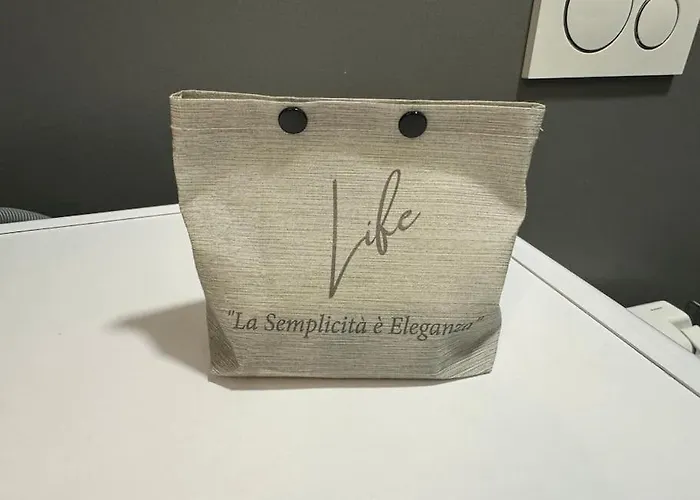 Life
"La Semplicità è Eleganza"